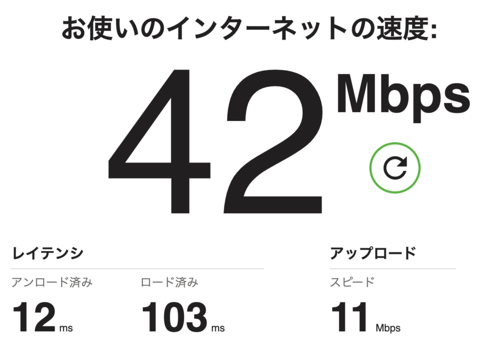 お使いのインターネットの速度:
42 Mbps
レイテンシ アップロード
アンロード済み ロード済み スピード
12 ms 103 ms 11 Mbps